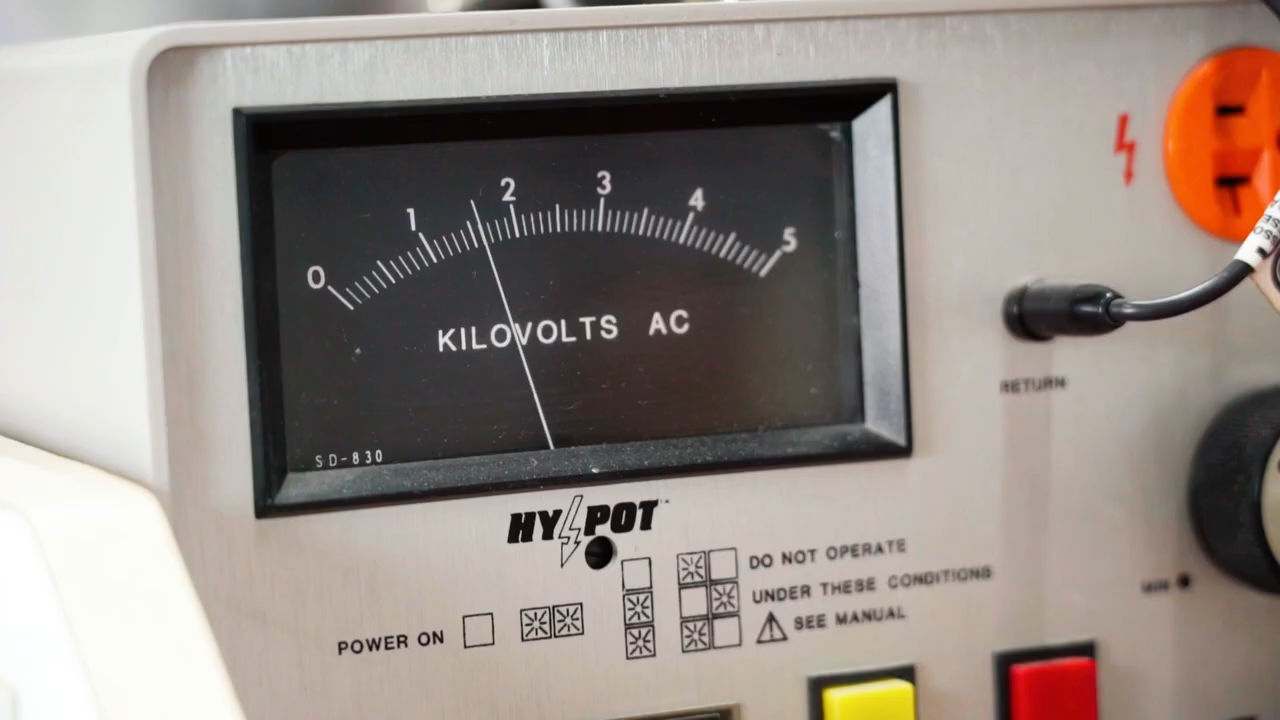 0 1 2 3 4 5
KILOVOLTS AC
SD-830
HYPOT
RETURN
MIN
POWER ON
DO NOT OPERATE
UNDER THESE CONDITIONS
SEE MANUAL